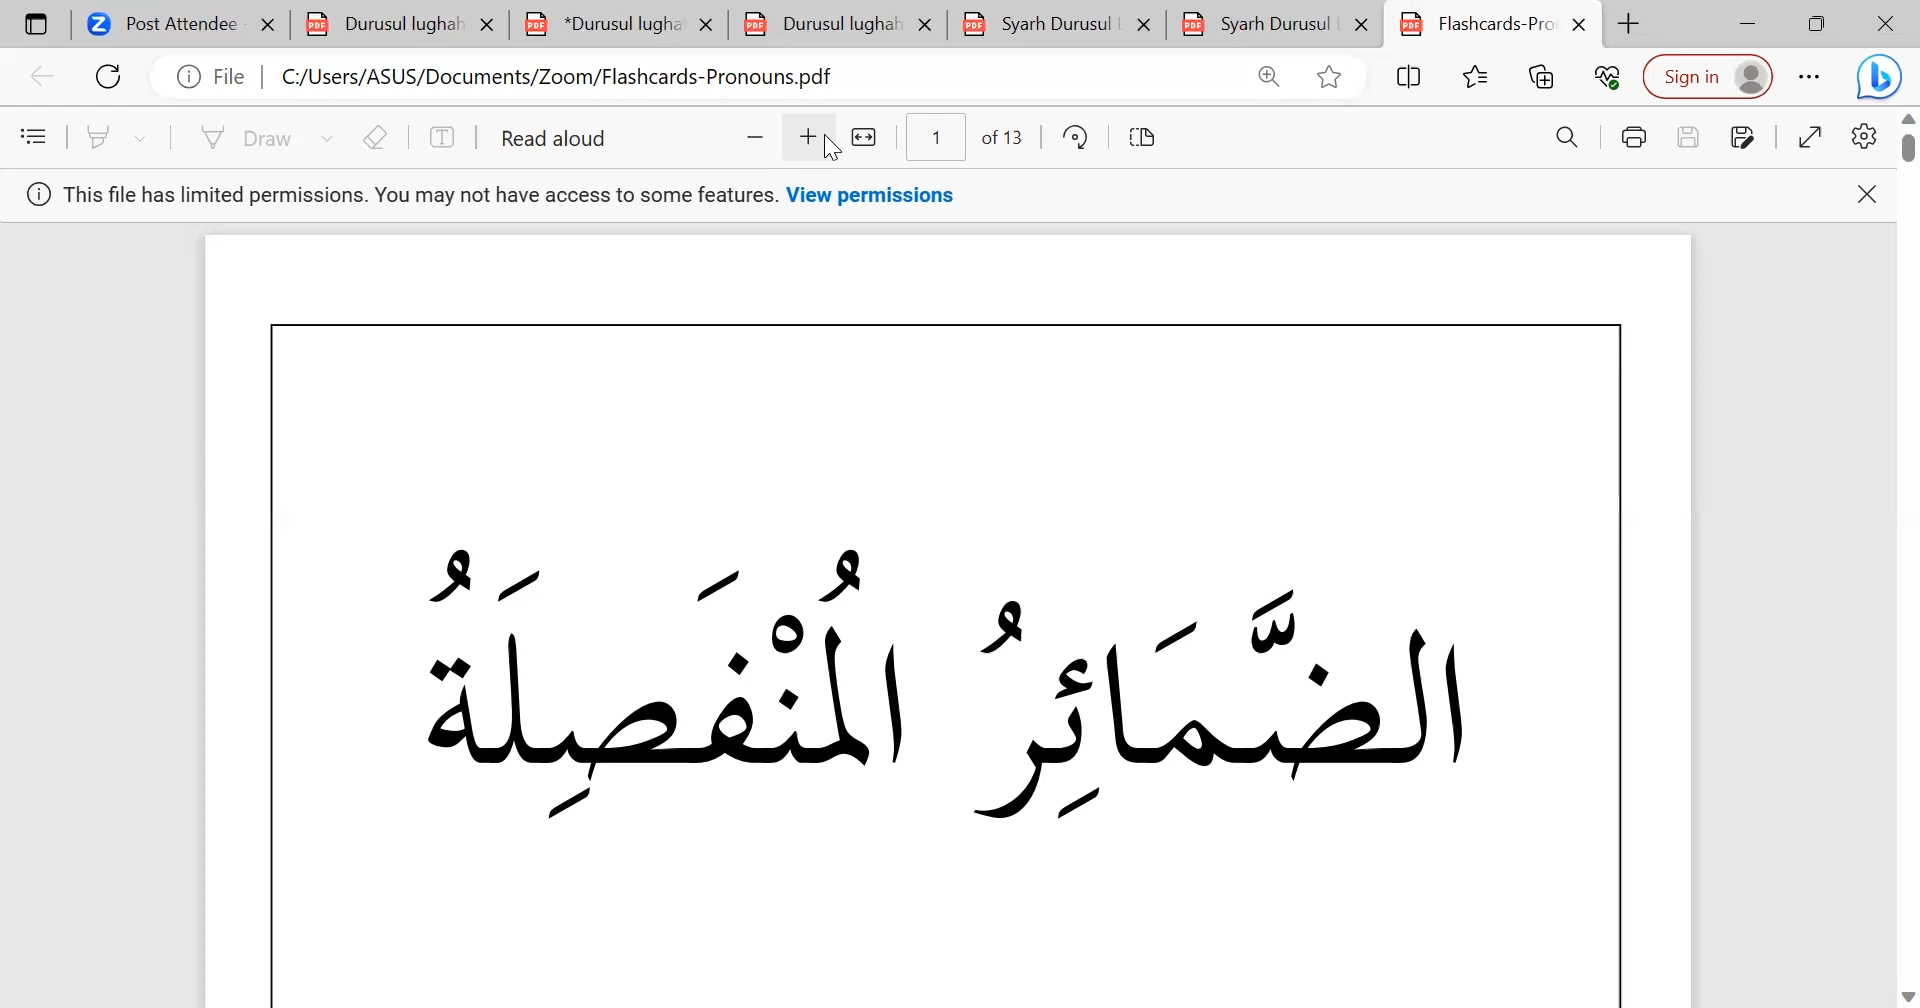 Post Attendee -
Durusul lughah
*Durusul lugha
Durusul lughah
Syarh Durusul L
Syarh Durusul L
Flashcards-Pro
File
C:/Users/ASUS/Documents/Zoom/Flashcards-Pronouns.pdf
Sign in
Draw
Read aloud
1
of 13
This file has limited permissions. You may not have access to some features. View permissions
الضَّمَائِرُ المُنْفَصِلَةُ